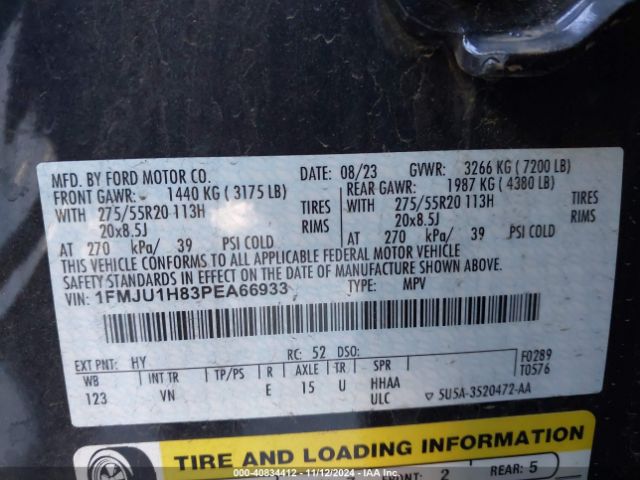 MFD. BY FORD MOTOR CO. DATE: 08/23 GVWR: 3266 KG (7200 LB)
FRONT GAWR: 1440 KG (3175 LB) REAR GAWR: 1987 KG (4380 LB)
WITH 275/55R20 113H TIRES WITH 275/55R20 113H TIRES
20x8.5J RIMS 20x8.5J RIMS
AT 270 kPa/ 39 PSI COLD AT 270 kPa/ 39 PSI COLD
THIS VEHICLE CONFORMS TO ALL APPLICABLE FEDERAL MOTOR VEHICLE
SAFETY STANDARDS IN EFFECT ON THE DATE OF MANUFACTURE SHOWN ABOVE.
VIN: 1FMJU1H83PEA66933 TYPE: MPV
EXT PNT: HY RC: 52 DSO: F0289
WB INT TR TP/PS R AXLE TR SPR T0576
123 VN E 15 U HHAA
ULC 5U5A-3520472-AA
TIRE AND LOADING INFORMATION
FRONT: 2 REAR: 5
© IAA - 40834412 - 11/12/2024 - IAA Inc.